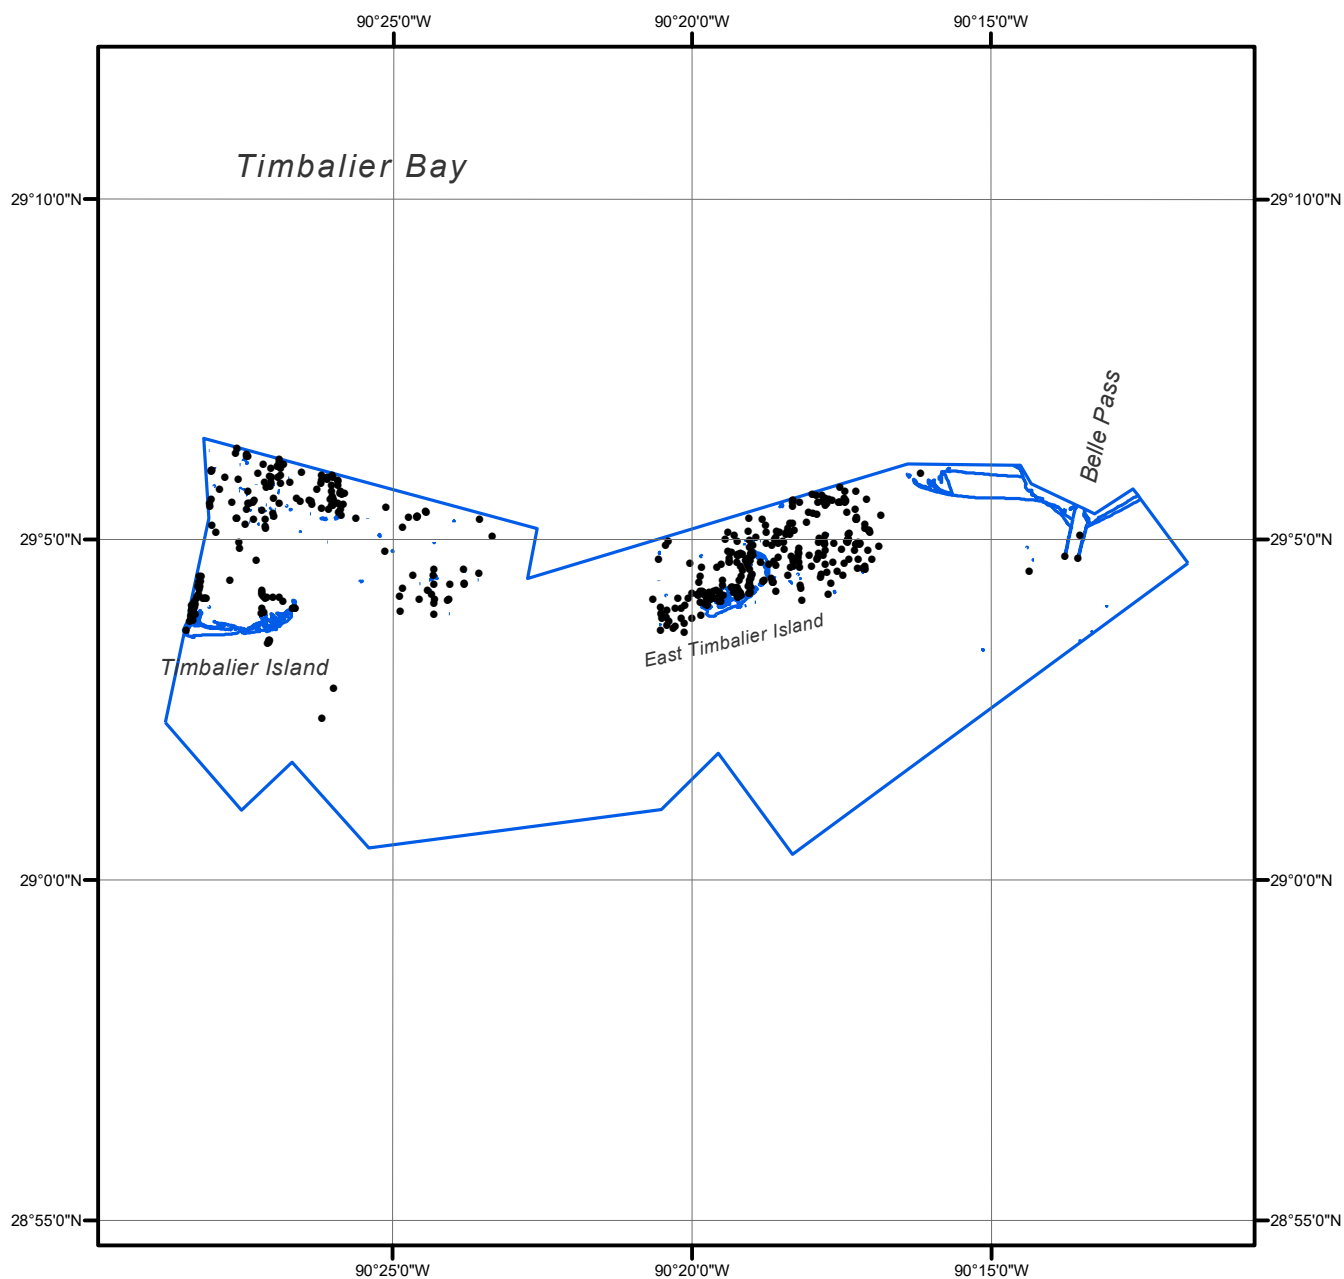 90°25'0"W 90°20'0"W 90°15'0"W
Timbalier Bay
29°10'0"N 29°10'0"N
Belle Pass
29°5'0"N 29°5'0"N
East Timbalier Island
Timbalier Island
29°0'0"N 29°0'0"N
28°55'0"N 28°55'0"N
90°25'0"W 90°20'0"W 90°15'0"W